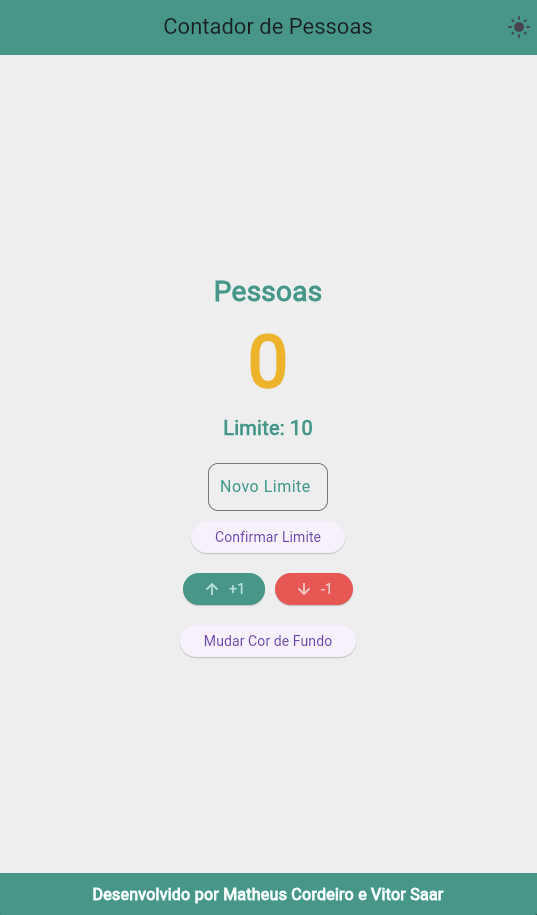 Contador de Pessoas
Pessoas
0
Limite: 10
Novo Limite
Confirmar Limite
+1 -1
Mudar Cor de Fundo
Desenvolvido por Matheus Cordeiro e Vitor Saar